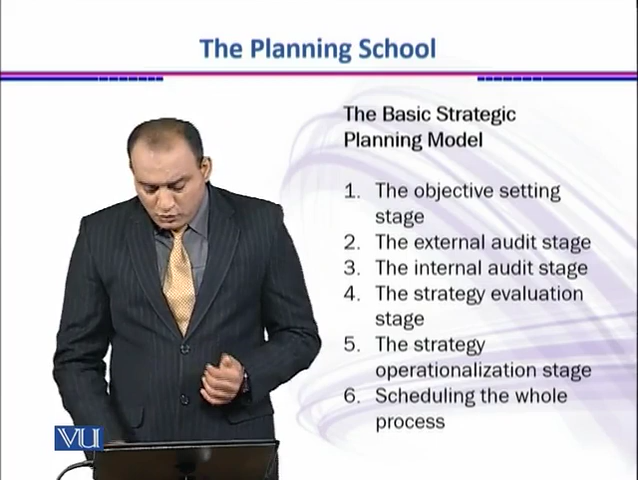 The Planning School
The Basic Strategic
Planning Model
1. The objective setting
stage
2. The external audit stage
3. The internal audit stage
4. The strategy evaluation
stage
5. The strategy
operationalization stage
6. Scheduling the whole
process
VU